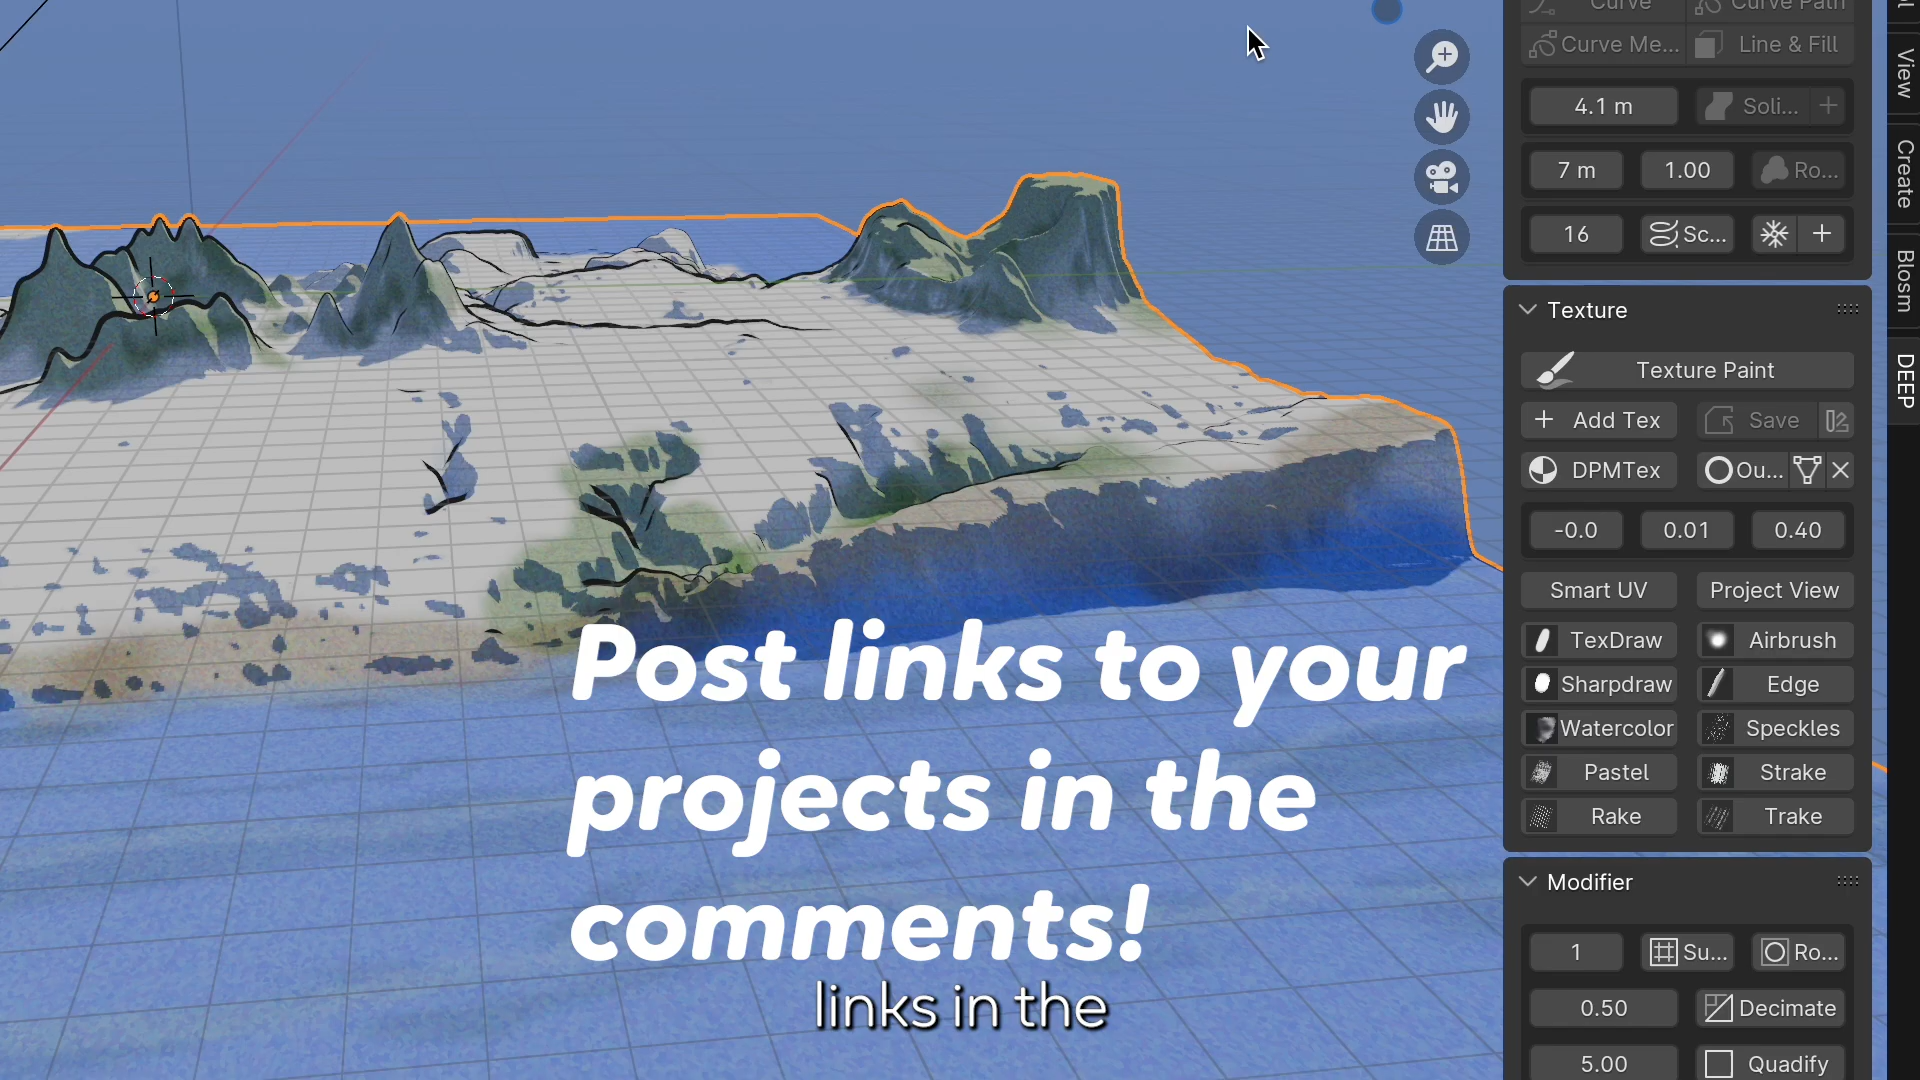 Curve
Curve Path
Curve Me...
Line & Fill
4.1 m
Soli...
7 m
1.00
Ro...
16
Sc...
Texture
Texture Paint
Add Tex
Save
DPMTex
Ou...
-0.0
0.01
0.40
Smart UV
Project View
TexDraw
Airbrush
Sharpdraw
Edge
Watercolor
Speckles
Pastel
Strake
Rake
Trake
Modifier
1
Su...
Ro...
0.50
Decimate
5.00
Quadify
View
Create
Blosm
DEEP
Post links to your
projects in the
comments!
links in the